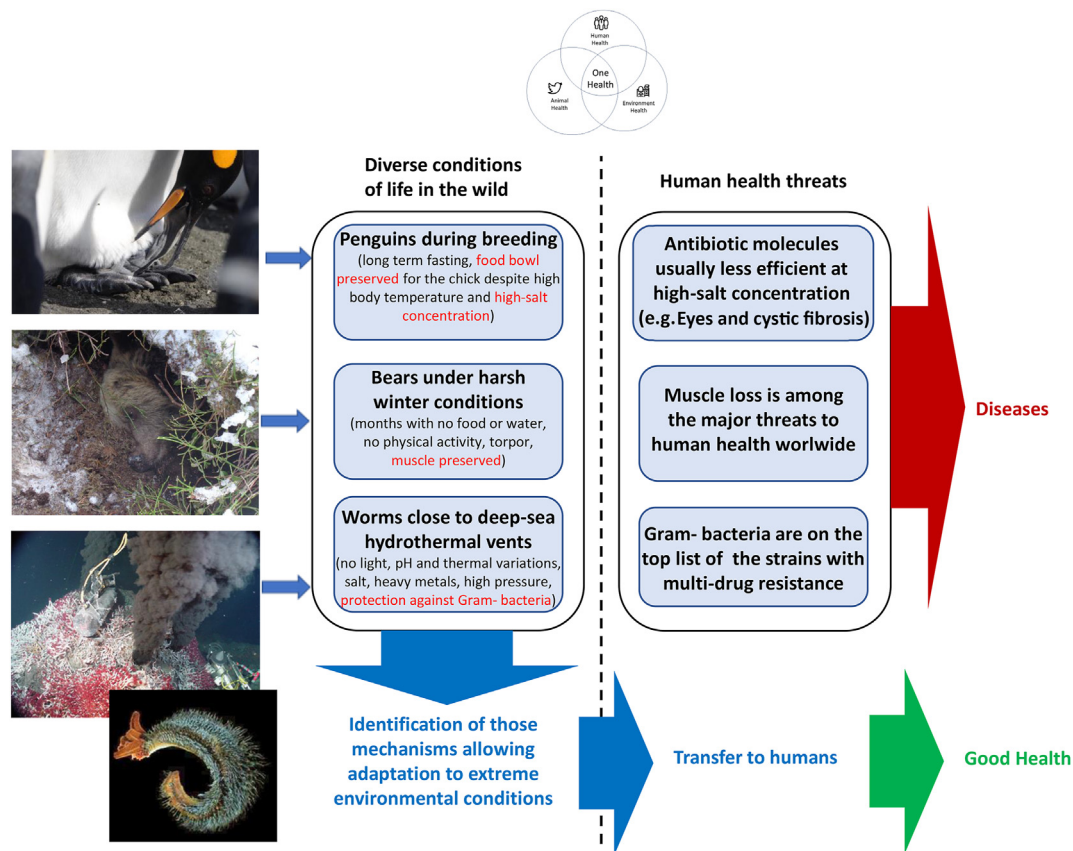 Human
Health
One
Health
Animal
Health
Environment
Health
Diverse conditions
of life in the wild
Human health threats
Penguins during breeding
(long term fasting, food bowl
preserved for the chick despite high
body temperature and high-salt
concentration)
Antibiotic molecules
usually less efficient at
high-salt concentration
(e.g. Eyes and cystic fibrosis)
Bears under harsh
winter conditions
(months with no food or water,
no physical activity, torpor,
muscle preserved)
Muscle loss is among
the major threats to
human health worlwide
Diseases
Worms close to deep-sea
hydrothermal vents
(no light, pH and thermal variations,
salt, heavy metals, high pressure,
protection against Gram- bacteria)
Gram- bacteria are on the
top list of the strains with
multi-drug resistance
Identification of those
mechanisms allowing
adaptation to extreme
environmental conditions
Transfer to humans
Good Health